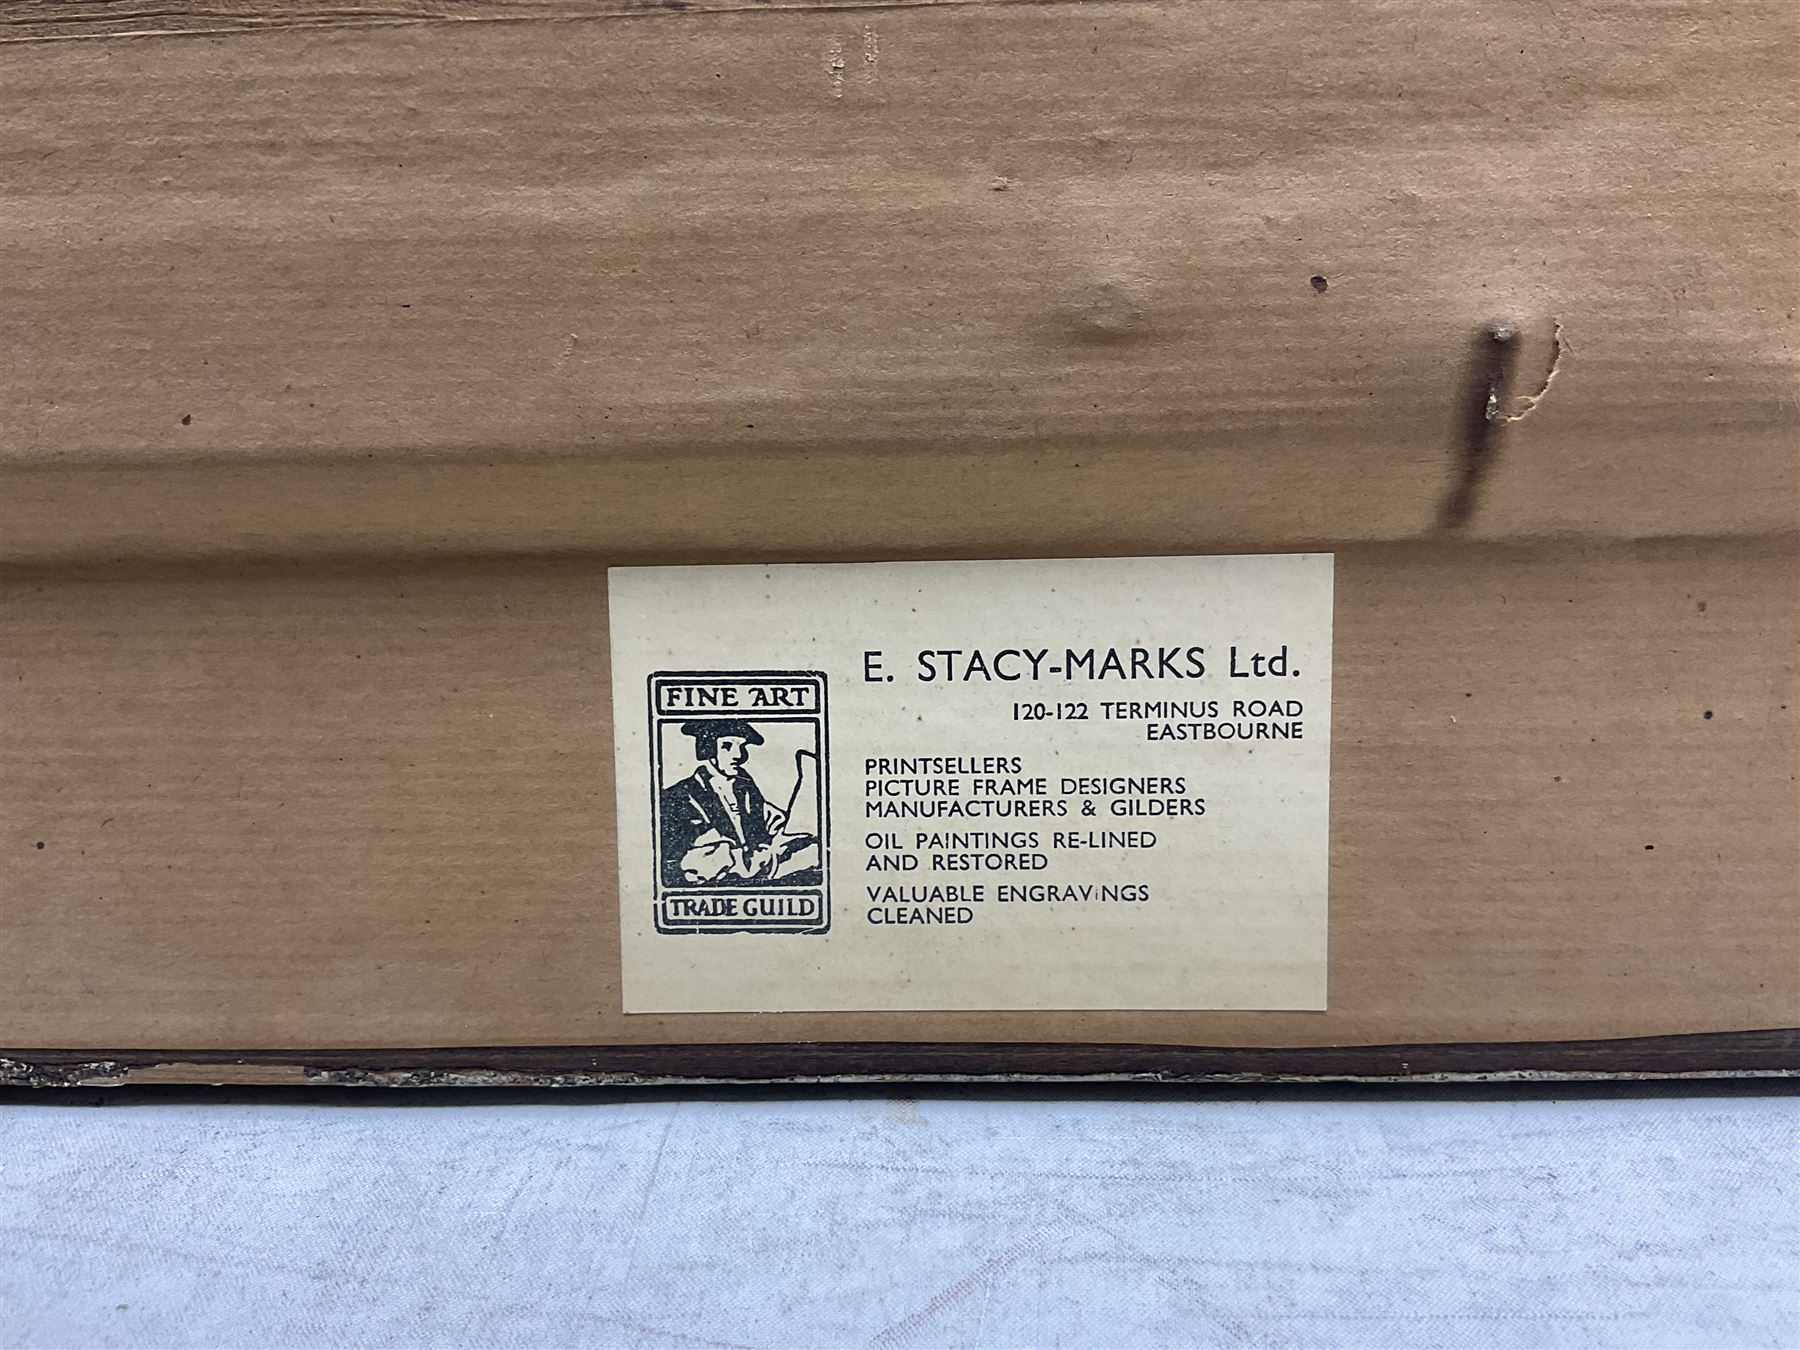 FINE ART
TRADE GUILD
E. STACY-MARKS Ltd.
120-122 TERMINUS ROAD
EASTBOURNE
PRINTSELLERS
PICTURE FRAME DESIGNERS
MANUFACTURERS & GILDERS
OIL PAINTINGS RE-LINED
AND RESTORED
VALUABLE ENGRAVINGS
CLEANED